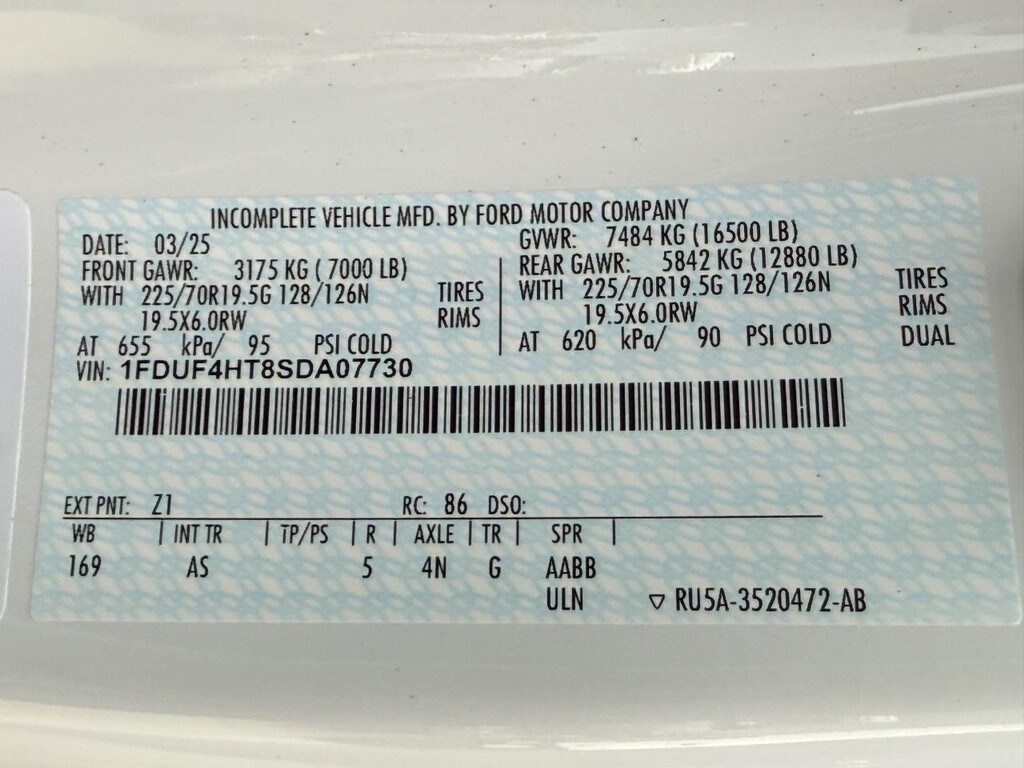 INCOMPLETE VEHICLE MFD. BY FORD MOTOR COMPANY
DATE: 03/25 GVWR: 7484 KG (16500 LB)
FRONT GAWR: 3175 KG ( 7000 LB) REAR GAWR: 5842 KG (12880 LB)
WITH 225/70R19.5G 128/126N TIRES WITH 225/70R19.5G 128/126N TIRES
19.5X6.0RW RIMS 19.5X6.0RW RIMS
AT 655 kPa/ 95 PSI COLD AT 620 kPa/ 90 PSI COLD DUAL
VIN: 1FDUF4HT8SDA07730
EXT PNT: Z1 RC: 86 DSO:
WB | INT TR | TP/PS | R | AXLE | TR | SPR |
169 AS 5 4N G AABB
ULN ▽ RU5A-3520472-AB